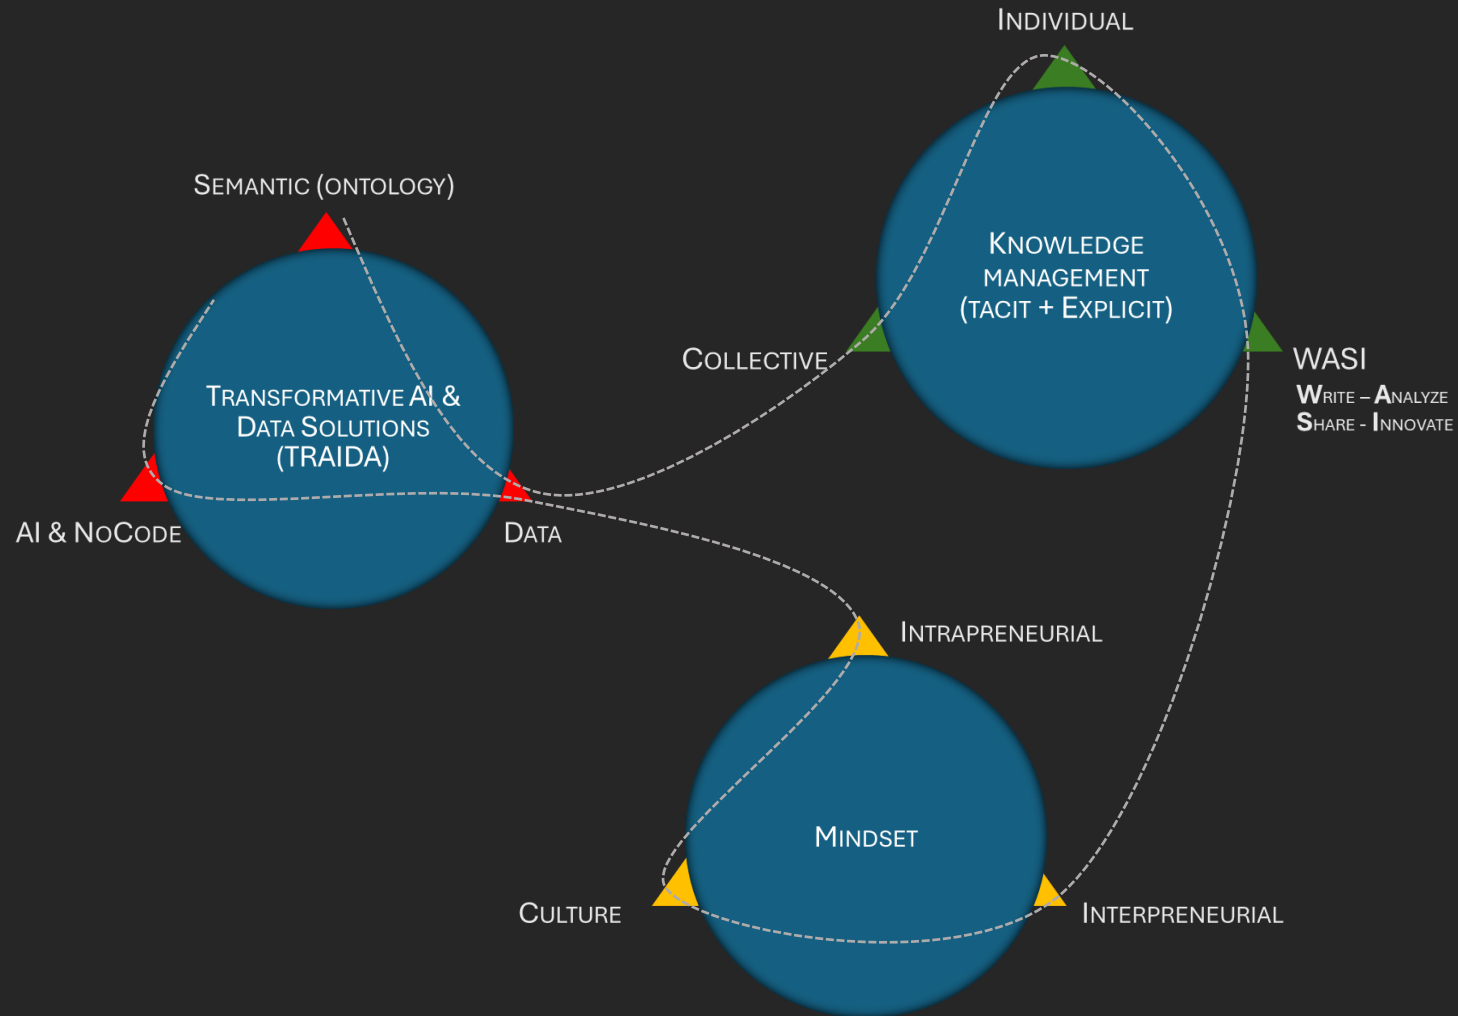 INDIVIDUAL
SEMANTIC (ONTOLOGY)
KNOWLEDGE
MANAGEMENT
(TACIT + EXPLICIT)
COLLECTIVE
WASI
WRITE – ANALYZE
SHARE - INNOVATE
TRANSFORMATIVE AI &
DATA SOLUTIONS
(TRAIDA)
AI & NOCODE
DATA
INTRAPRENEURIAL
MINDSET
CULTURE
INTERPRENEURIAL